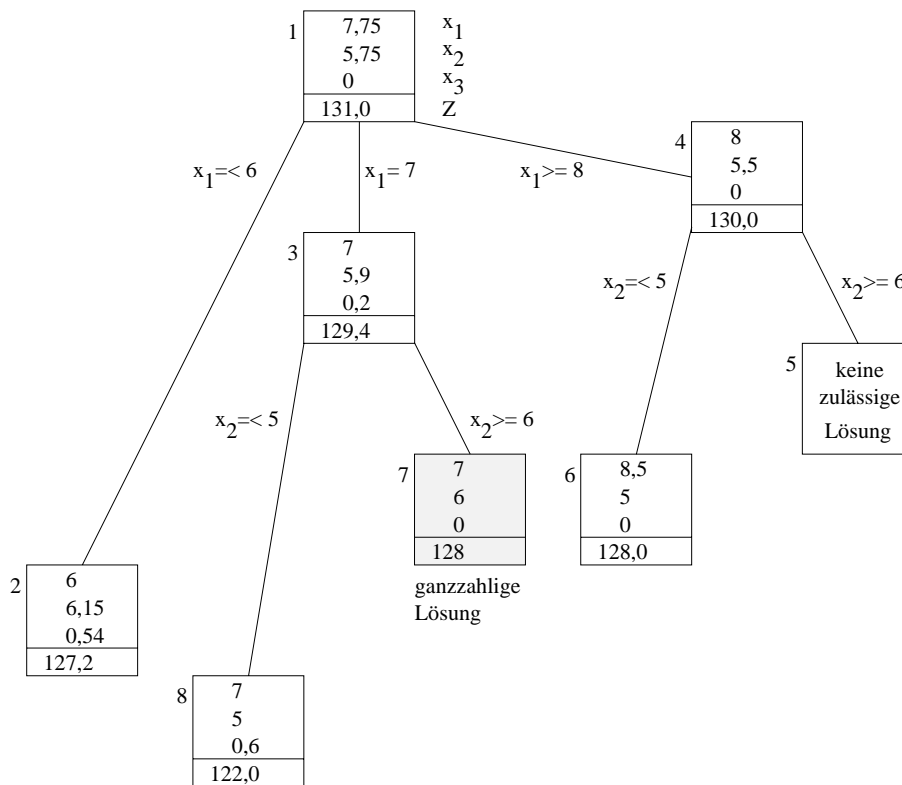 1
7,75
5,75
0
131,0
x1
x2
x3
Z
x1=< 6
x1= 7
x1>= 8
4
8
5,5
0
130,0
3
7
5,9
0,2
129,4
x2=< 5
x2>= 6
5
keine
zulässige
Lösung
x2=< 5
x2>= 6
7
7
6
0
128
ganzzahlige
Lösung
6
8,5
5
0
128,0
2
6
6,15
0,54
127,2
8
7
5
0,6
122,0